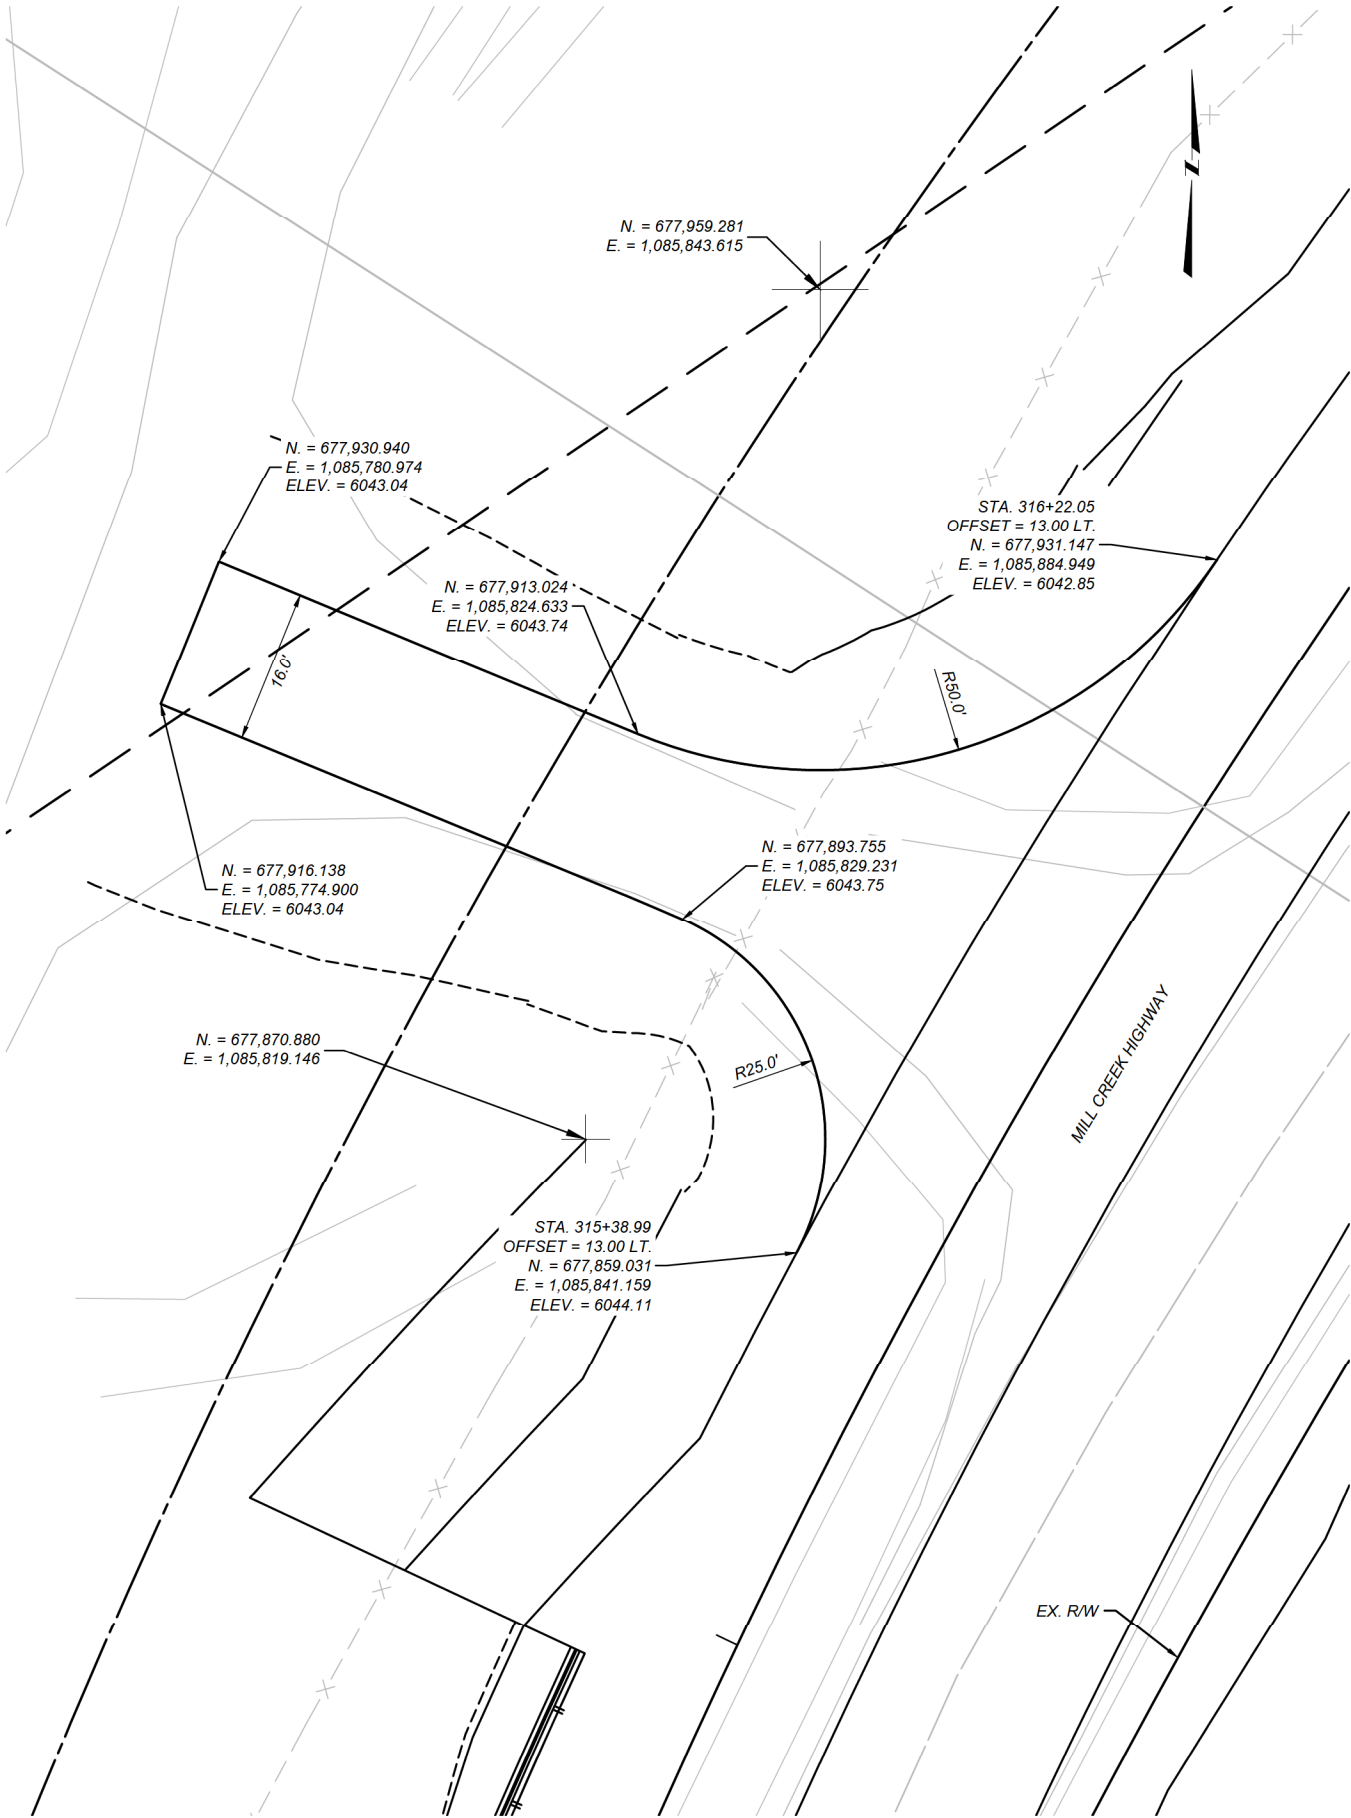 Z
N. = 677,959.281
E. = 1,085,843.615
N. = 677,930.940
E. = 1,085,780.974
ELEV. = 6043.04
STA. 316+22.05
OFFSET = 13.00 LT.
N. = 677,931.147
E. = 1,085,884.949
ELEV. = 6042.85
N. = 677,913.024
E. = 1,085,824.633
ELEV. = 6043.74
16.0'
R50.0'
N. = 677,893.755
E. = 1,085,829.231
ELEV. = 6043.75
N. = 677,916.138
E. = 1,085,774.900
ELEV. = 6043.04
N. = 677,870.880
E. = 1,085,819.146
R25.0'
MILL CREEK HIGHWAY
STA. 315+38.99
OFFSET = 13.00 LT.
N. = 677,859.031
E. = 1,085,841.159
ELEV. = 6044.11
EX. R/W